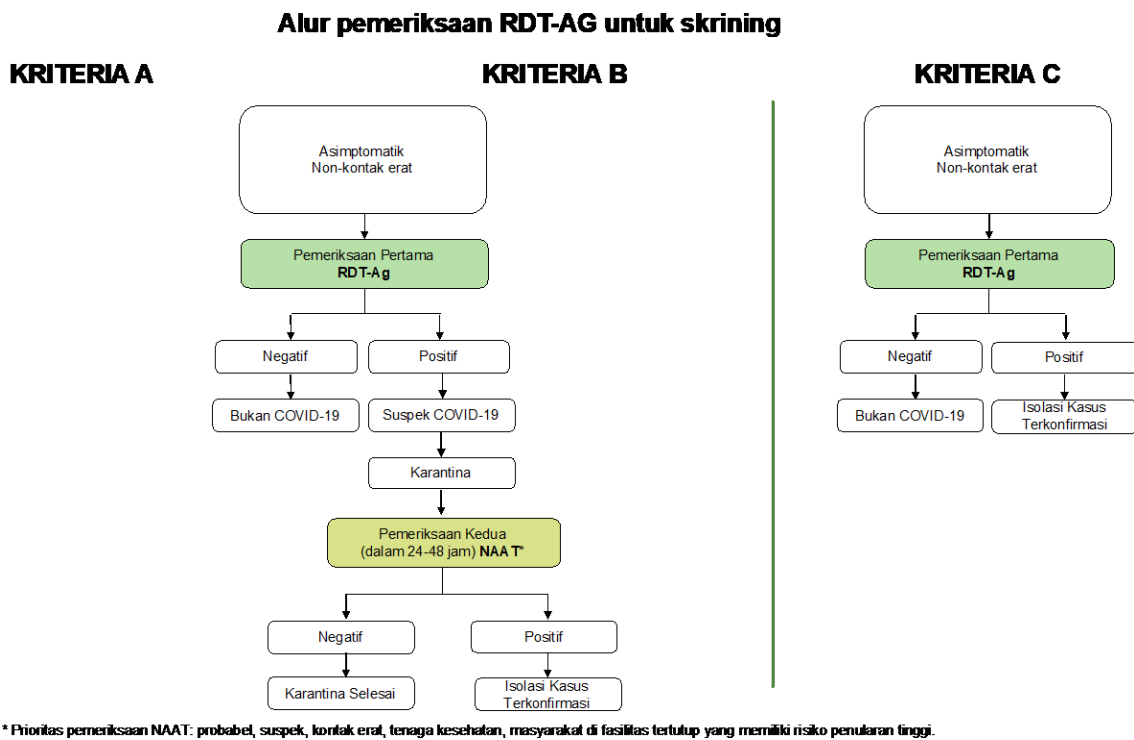 Alur pemeriksaan RDT-AG untuk skrining
KRITERIA A
KRITERIA B
KRITERIA C
Asimptomatik
Non-kontak erat
Pemeriksaan Pertama
RDT-Ag
Negatif
Positif
Bukan COVID-19
Suspek COVID-19
Karantina
Pemeriksaan Kedua
(dalam 24-48 jam) NAAT*
Negatif
Positif
Karantina Selesai
Isolasi Kasus
Terkonfirmasi
Asimptomatik
Non-kontak erat
Pemeriksaan Pertama
RDT-Ag
Negatif
Positif
Bukan COVID-19
Isolasi Kasus
Terkonfirmasi
* Prioritas pemeriksaan NAAT: probabel, suspek, kontak erat, tenaga kesehatan, masyarakat di fasilitas tertutup yang memiliki risiko penularan tinggi.